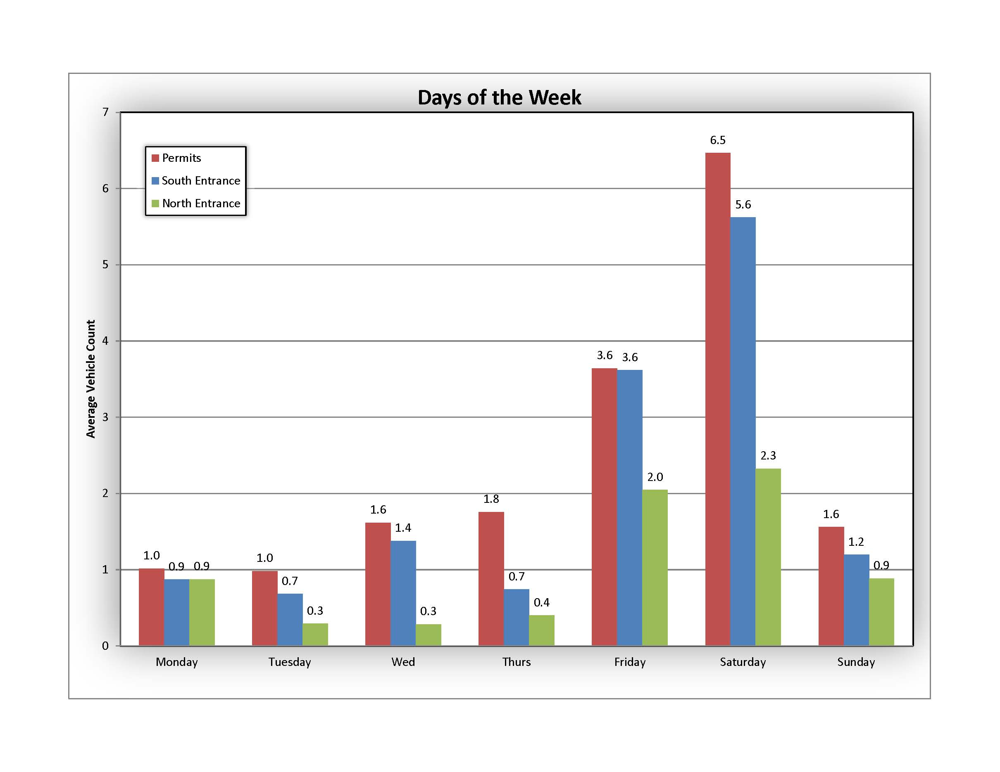 Days of the Week
7
6
5
4
3
2
1
0
Average Vehicle Count
Permits
South Entrance
North Entrance
1.0
0.9
0.9
1.0
0.7
0.3
1.6
1.4
0.3
1.8
0.7
0.4
3.6
3.6
2.0
6.5
5.6
2.3
1.6
1.2
0.9
Monday
Tuesday
Wed
Thurs
Friday
Saturday
Sunday